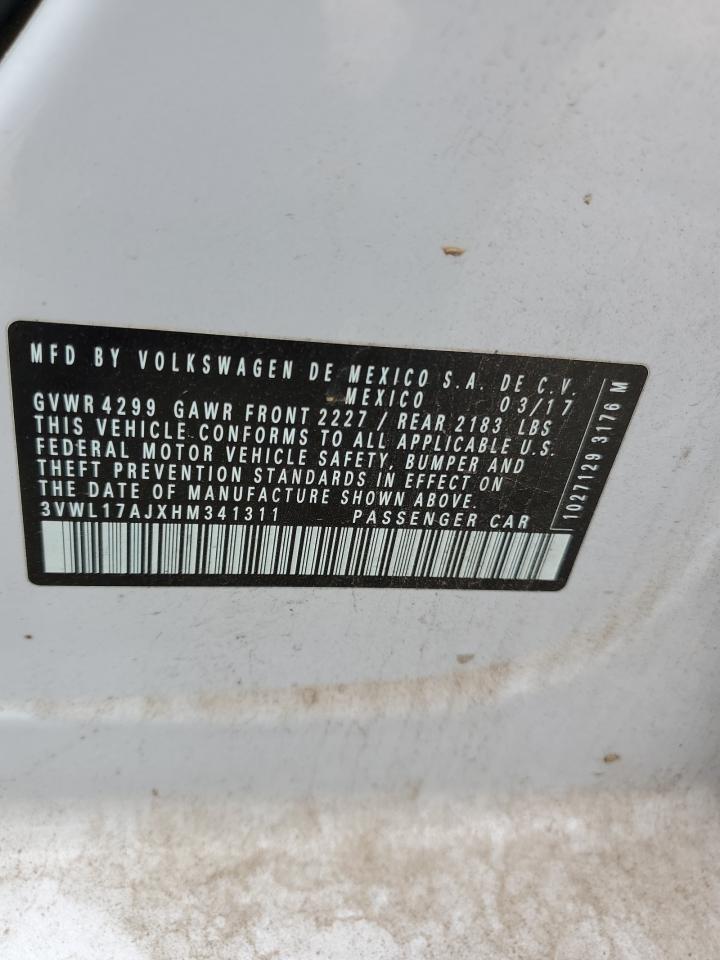 MFD BY VOLKSWAGEN DE MEXICO S.A. DE C.V.
MEXICO 03/17
GVWR 4299 GAWR FRONT 2227 / REAR 2183 LBS
THIS VEHICLE CONFORMS TO ALL APPLICABLE U.S.
FEDERAL MOTOR VEHICLE SAFETY, BUMPER AND
THEFT PREVENTION STANDARDS IN EFFECT ON
THE DATE OF MANUFACTURE SHOWN ABOVE.
3VWL17AJXHM341311 PASSENGER CAR
1027129 3176 M